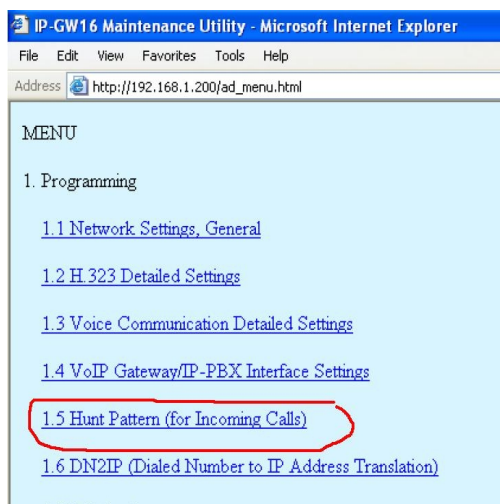 IP-GW16 Maintenance Utility - Microsoft Internet Explorer
File Edit View Favorites Tools Help
Address http://192.168.1.200/ad_menu.html
MENU
1. Programming
1.1 Network Settings, General
1.2 H.323 Detailed Settings
1.3 Voice Communication Detailed Settings
1.4 VoIP Gateway/IP-PBX Interface Settings
1.5 Hunt Pattern (for Incoming Calls)
1.6 DN2IP (Dialed Number to IP Address Translation)